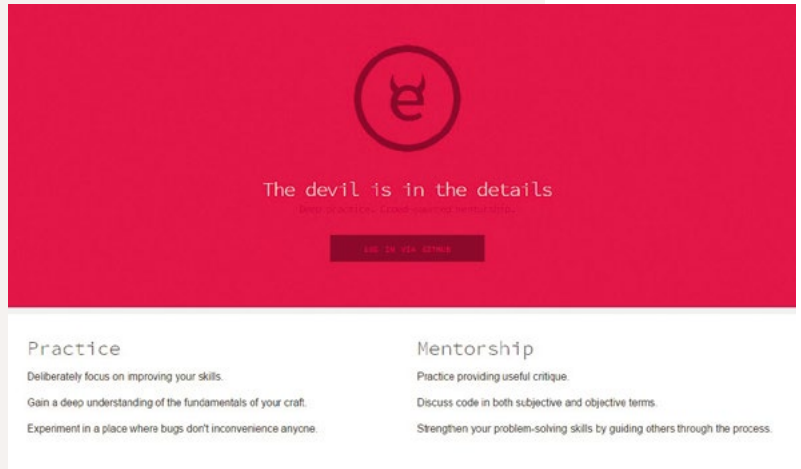 e
The devil is in the details
Deep practice. Crowd-sourced mentorship.
LOG IN VIA GITHUB
Practice
Deliberately focus on improving your skills.
Gain a deep understanding of the fundamentals of your craft.
Experiment in a place where bugs don't inconvenience anyone.
Mentorship
Practice providing useful critique.
Discuss code in both subjective and objective terms.
Strengthen your problem-solving skills by guiding others through the process.